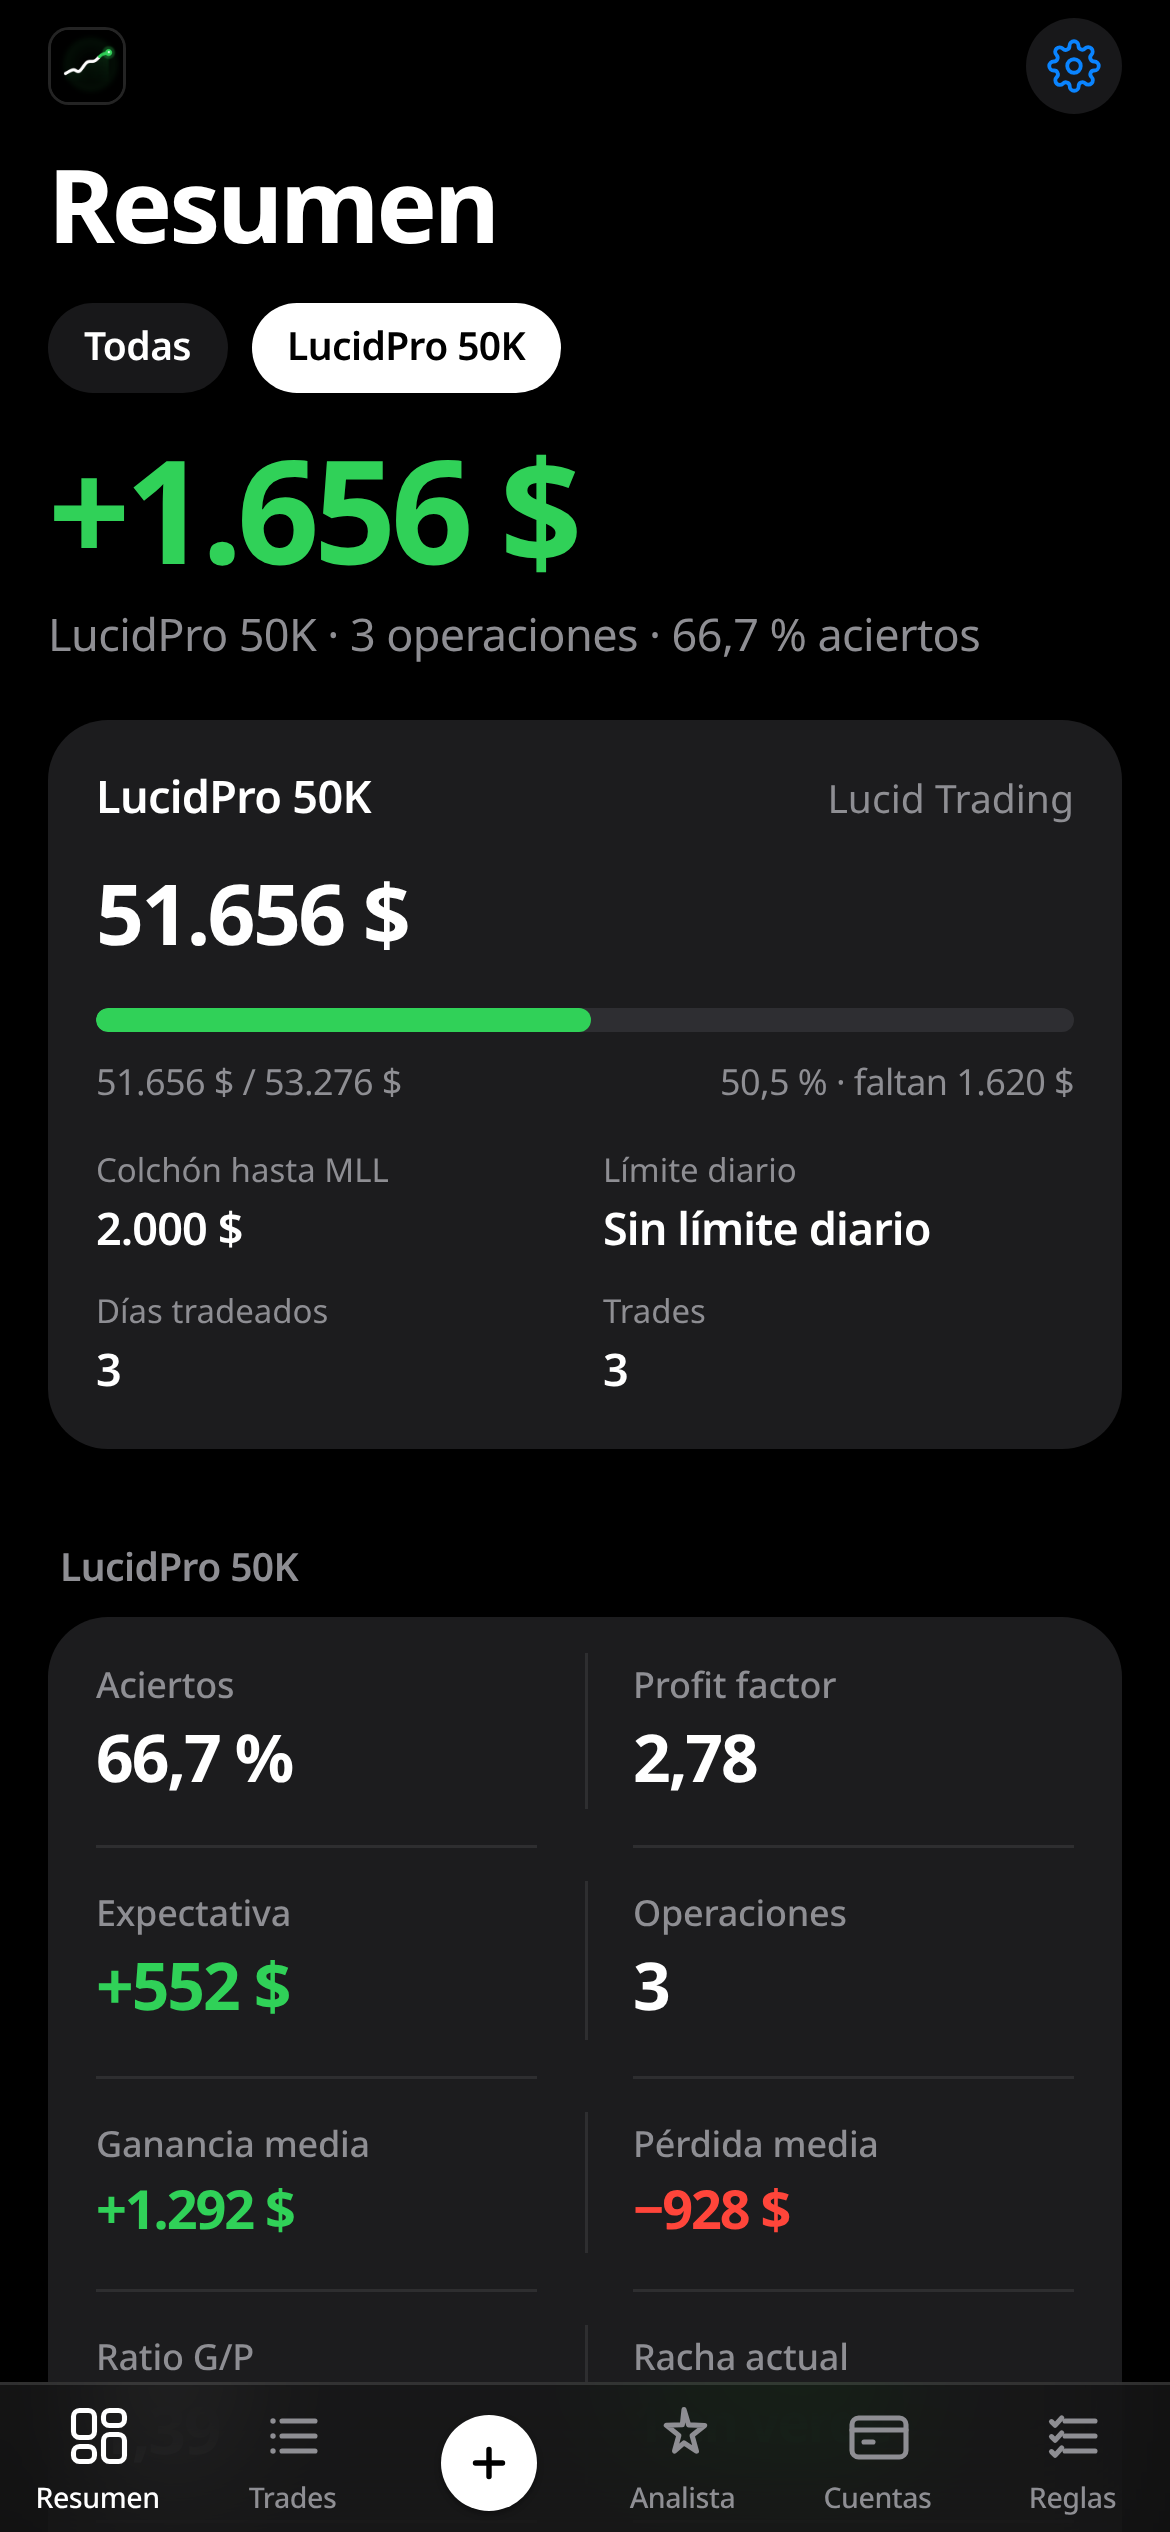 Resumen
Todas LucidPro 50K
+1.656 $
LucidPro 50K · 3 operaciones · 66,7 % aciertos
LucidPro 50K Lucid Trading
51.656 $
51.656 $ / 53.276 $ 50,5 % · faltan 1.620 $
Colchón hasta MLL Límite diario
2.000 $ Sin límite diario
Días tradeados Trades
3 3
LucidPro 50K
Aciertos Profit factor
66,7 % 2,78
Expectativa Operaciones
+552 $ 3
Ganancia media Pérdida media
+1.292 $ −928 $
Ratio G/P Racha actual
Resumen Trades Analista Cuentas Reglas